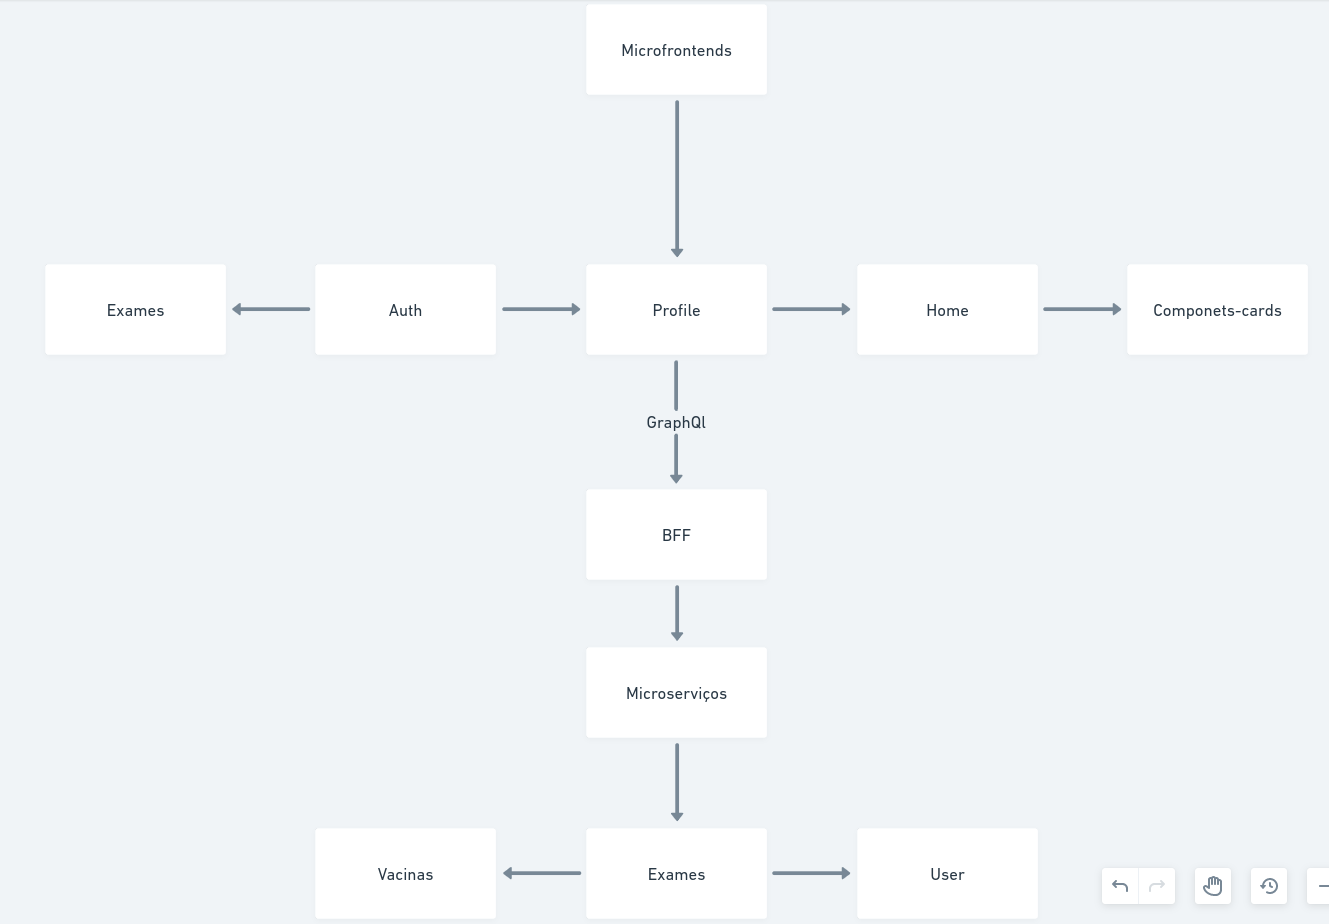 Microfrontends
Exames
Auth
Profile
Home
Componets-cards
GraphQl
BFF
Microserviços
Vacinas
Exames
User